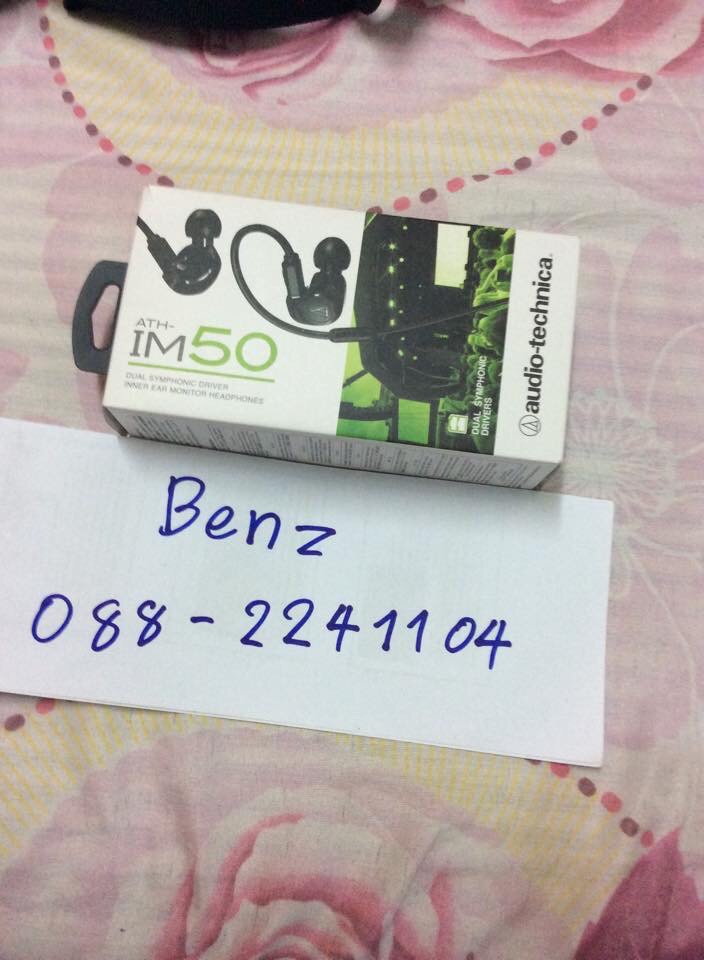 ATH-
IM50
DUAL SYMPHONIC DRIVER
INNER EAR MONITOR HEADPHONES
DUAL SYMPHONIC
DRIVERS
audio-technica
Benz
088-2241104